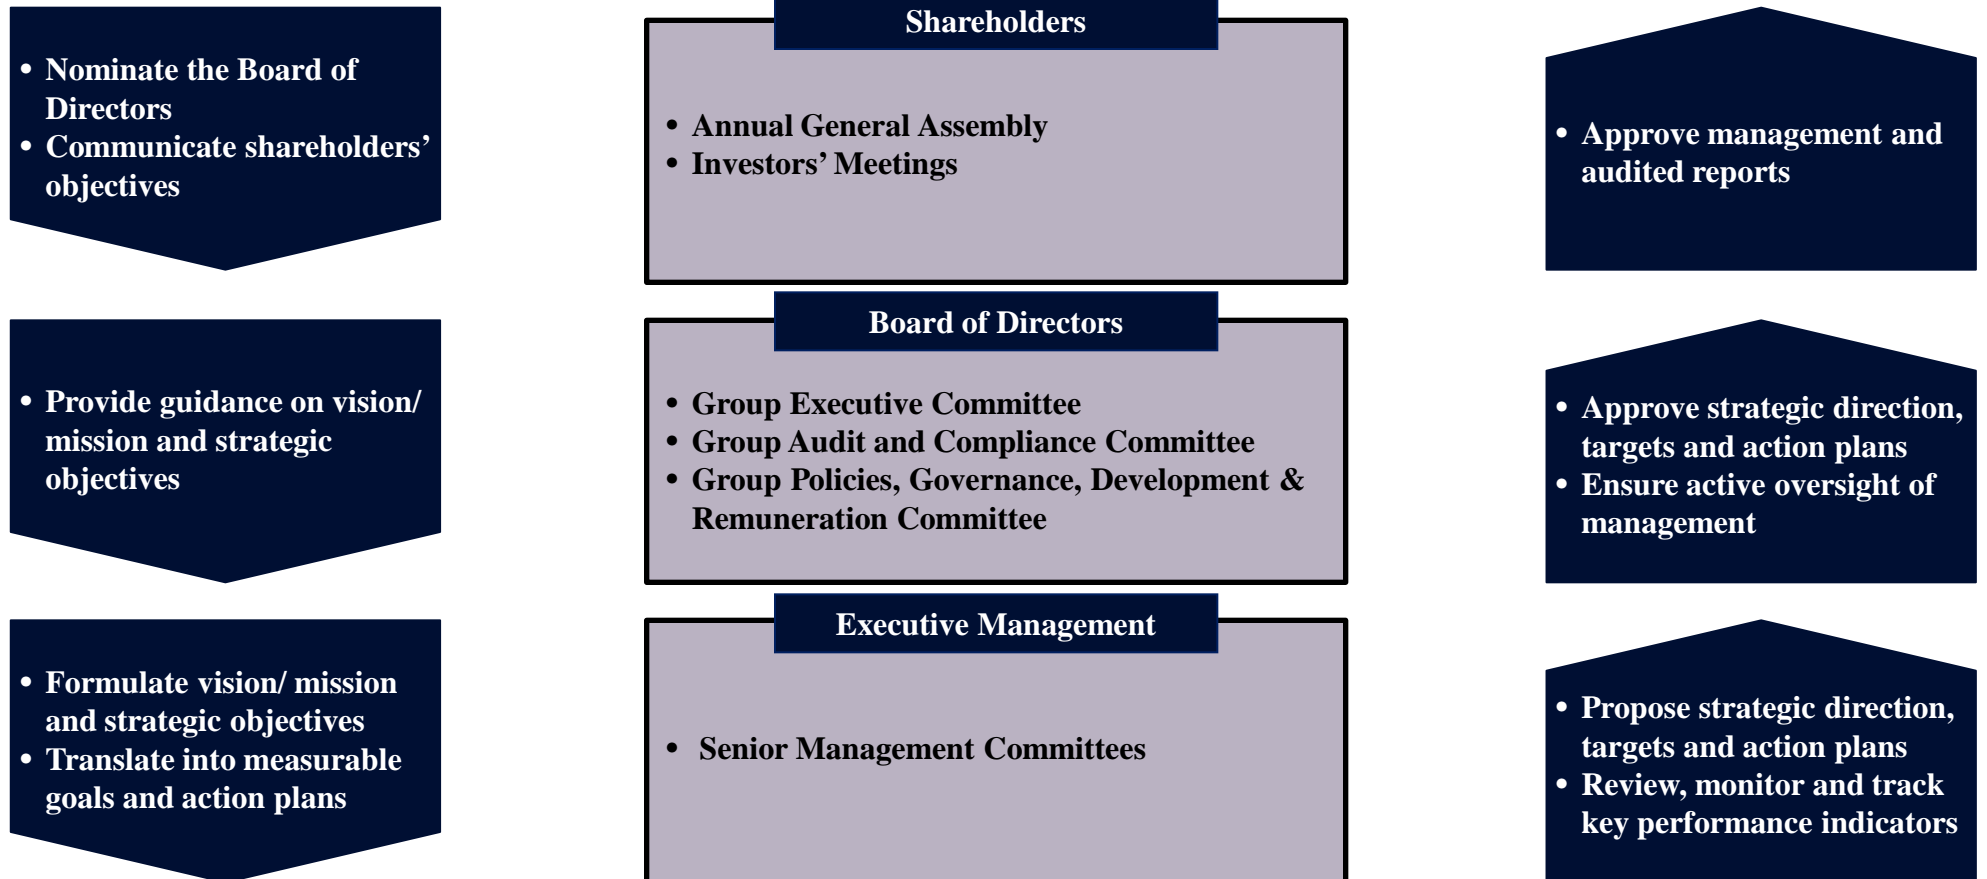 • Nominate the Board of
Directors
• Communicate shareholders’
objectives
Shareholders
• Annual General Assembly
• Investors’ Meetings
• Approve management and
audited reports
• Provide guidance on vision/
mission and strategic
objectives
Board of Directors
• Group Executive Committee
• Group Audit and Compliance Committee
• Group Policies, Governance, Development &
Remuneration Committee
• Approve strategic direction,
targets and action plans
• Ensure active oversight of
management
• Formulate vision/ mission
and strategic objectives
• Translate into measurable
goals and action plans
Executive Management
• Senior Management Committees
• Propose strategic direction,
targets and action plans
• Review, monitor and track
key performance indicators